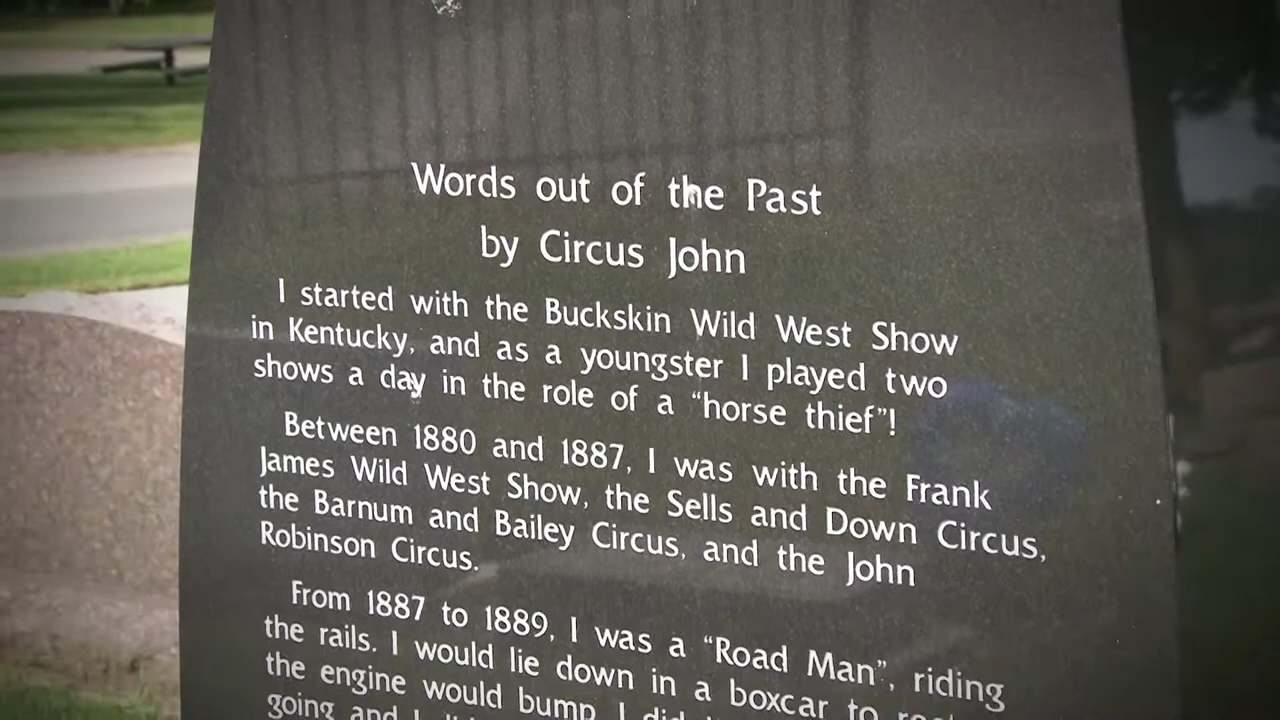 Words out of the Past
by Circus John
I started with the Buckskin Wild West Show
in Kentucky, and as a youngster I played two
shows a day in the role of a “horse thief”!
Between 1880 and 1887, I was with the Frank
James Wild West Show, the Sells and Down Circus,
the Barnum and Bailey Circus, and the John
Robinson Circus.
From 1887 to 1889, I was a “Road Man”, riding
the rails. I would lie down in a boxcar to
the engine would bump. I
going and I